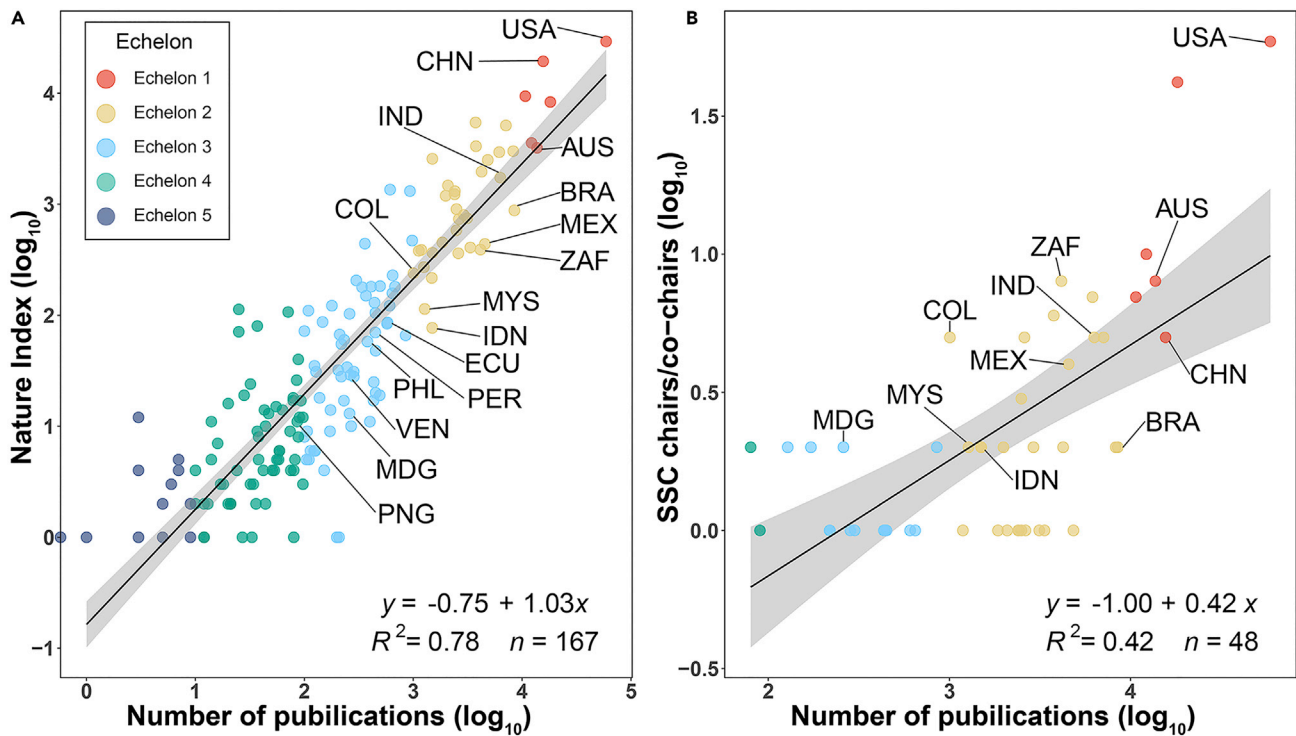 A
Echelon
Echelon 1
Echelon 2
Echelon 3
Echelon 4
Echelon 5
USA
CHN
IND
AUS
BRA
COL
MEX
ZAF
MYS
IDN
ECU
PHL
PER
VEN
MDG
PNG
y = -0.75 + 1.03x
R² = 0.78 n = 167
4
3
2
1
0
−1
Nature Index (log₁₀)
0 1 2 3 4 5
Number of pubilications (log₁₀)
B
USA
AUS
ZAF
IND
COL
MEX
CHN
MYS
MDG
BRA
IDN
y = -1.00 + 0.42 x
R² = 0.42 n = 48
1.5
1.0
0.5
0.0
−0.5
SSC chairs/co−chairs (log₁₀)
2 3 4
Number of pubilications (log₁₀)